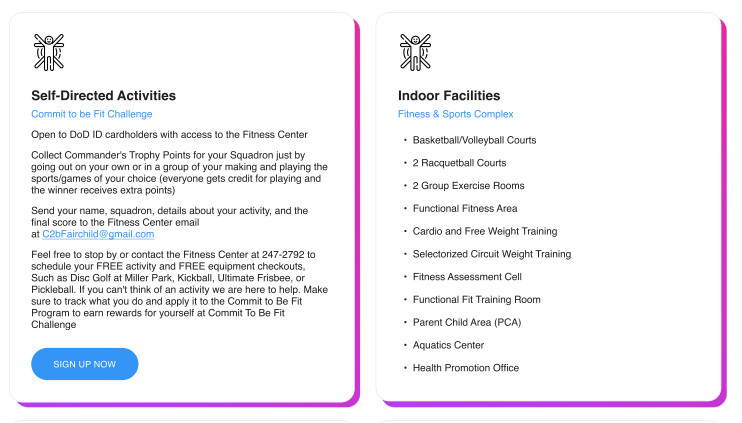 Self-Directed Activities
Commit to be Fit Challenge
Open to DoD ID cardholders with access to the Fitness Center
Collect Commander's Trophy Points for your Squadron just by
going out on your own or in a group of your making and playing the
sports/games of your choice (everyone gets credit for playing and
the winner receives extra points)
Send your name, squadron, details about your activity, and the
final score to the Fitness Center email
at C2bFairchild@gmail.com
Feel free to stop by or contact the Fitness Center at 247-2792 to
schedule your FREE activity and FREE equipment checkouts,
Such as Disc Golf at Miller Park, Kickball, Ultimate Frisbee, or
Pickleball. If you can't think of an activity we are here to help. Make
sure to track what you do and apply it to the Commit to Be Fit
Program to earn rewards for yourself at Commit To Be Fit
Challenge
SIGN UP NOW
Indoor Facilities
Fitness & Sports Complex
• Basketball/Volleyball Courts
• 2 Racquetball Courts
• 2 Group Exercise Rooms
• Functional Fitness Area
• Cardio and Free Weight Training
• Selectorized Circuit Weight Training
• Fitness Assessment Cell
• Functional Fit Training Room
• Parent Child Area (PCA)
• Aquatics Center
• Health Promotion Office